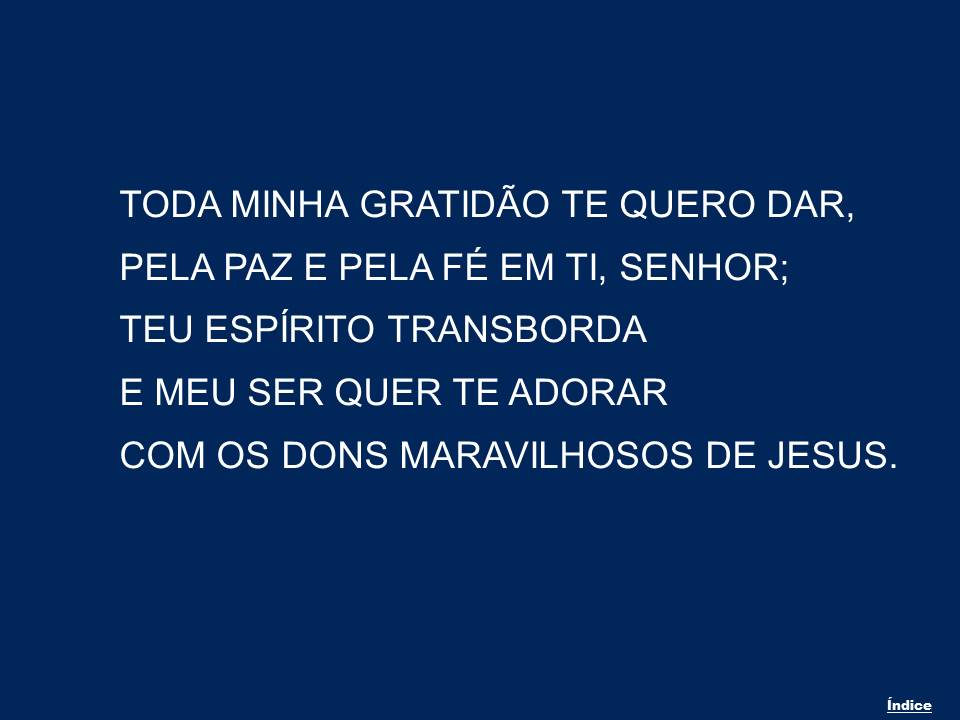 TODA MINHA GRATIDÃO TE QUERO DAR,
PELA PAZ E PELA FÉ EM TI, SENHOR;
TEU ESPÍRITO TRANSBORDA
E MEU SER QUER TE ADORAR
COM OS DONS MARAVILHOSOS DE JESUS.
Índice